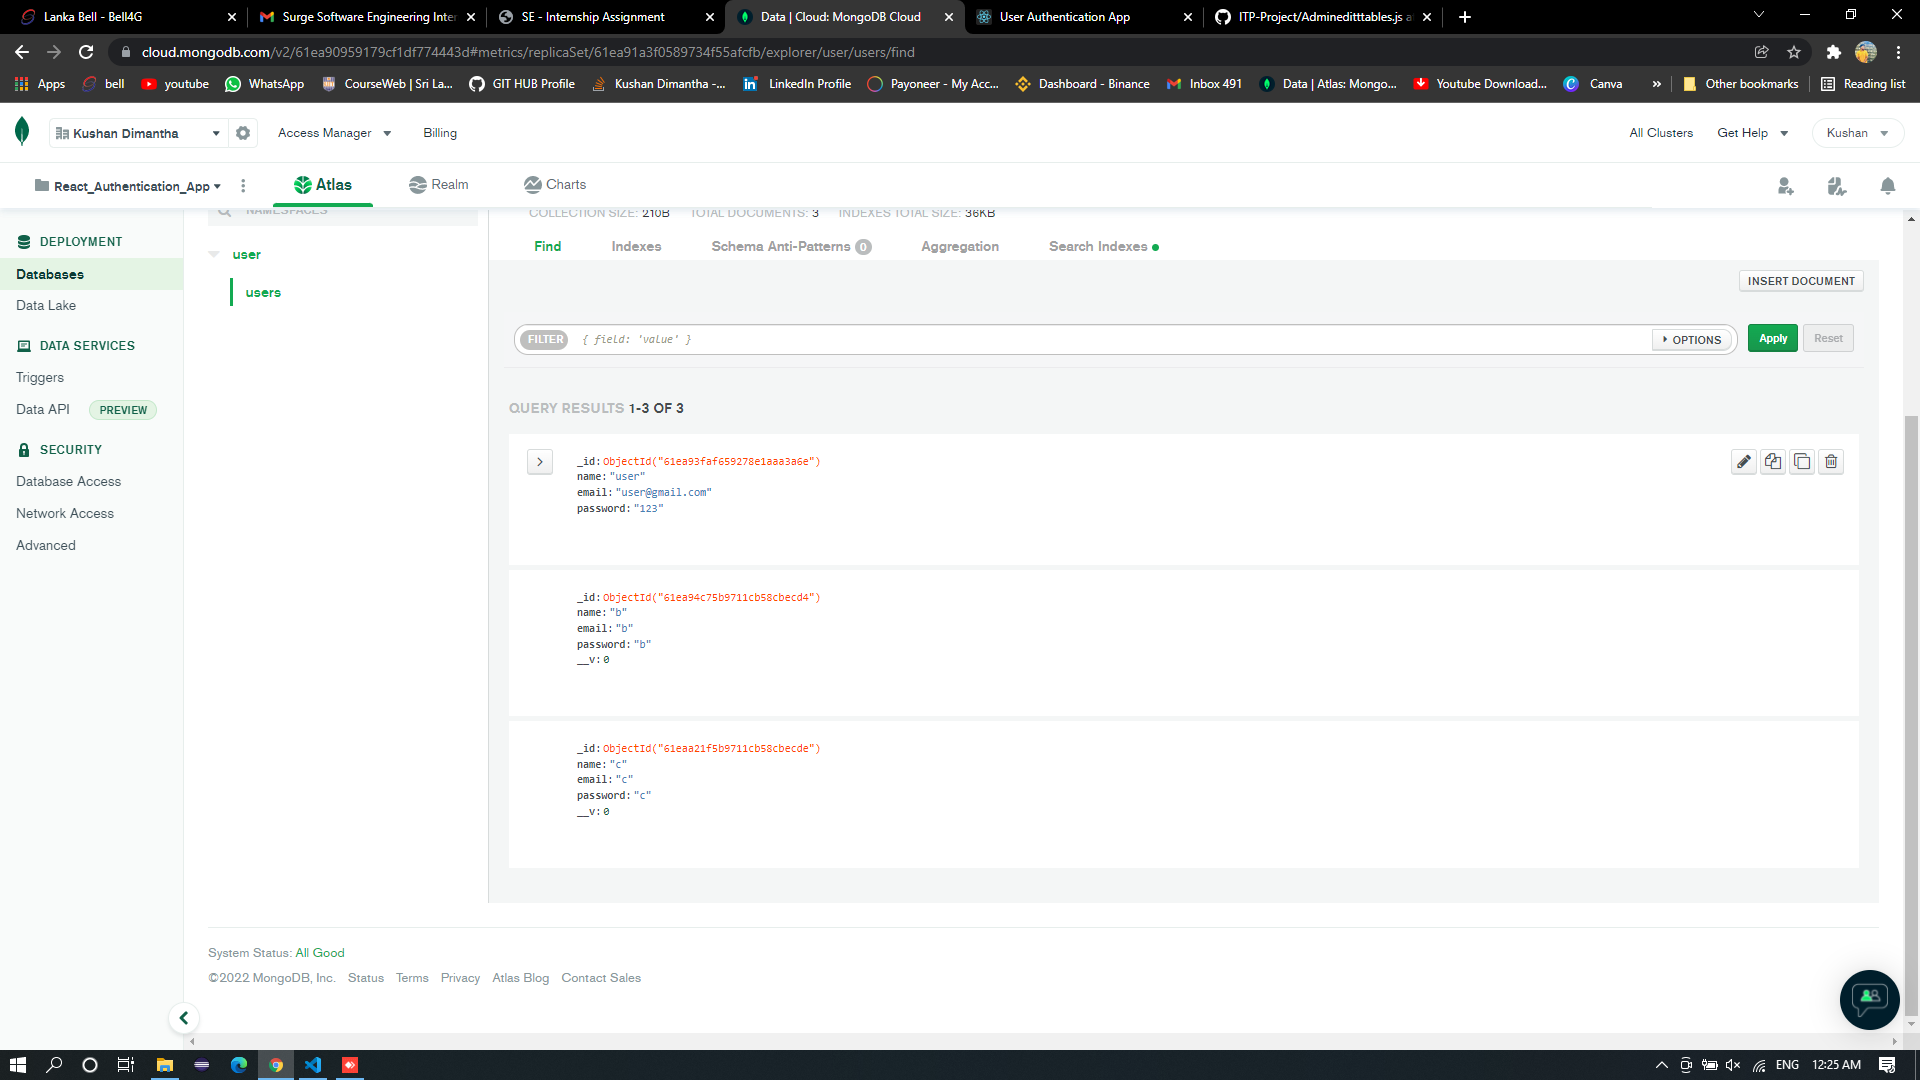 Lanka Bell - Bell4G
Surge Software Engineering Inter
SE - Internship Assignment
Data | Cloud: MongoDB Cloud
User Authentication App
ITP-Project/Admineditttables.js a
cloud.mongodb.com/v2/61ea90959179cf1df774443d#metrics/replicaSet/61ea91a3f0589734f55afcfb/explorer/user/users/find
Apps
bell
youtube
WhatsApp
CourseWeb | Sri La...
GIT HUB Profile
Kushan Dimantha -...
LinkedIn Profile
Payoneer - My Acc...
Dashboard - Binance
Inbox 491
Data | Atlas: Mongo...
Youtube Download...
Canva
»
Other bookmarks
Reading list
Kushan Dimantha
Access Manager
Billing
All Clusters
Get Help
Kushan
React_Authentication_App
Atlas
Realm
Charts
DEPLOYMENT
Databases
Data Lake
DATA SERVICES
Triggers
Data API PREVIEW
SECURITY
Database Access
Network Access
Advanced
NAMESPACES
user
users
COLLECTION SIZE: 210B TOTAL DOCUMENTS: 3 INDEXES TOTAL SIZE: 36KB
Find
Indexes
Schema Anti-Patterns 0
Aggregation
Search Indexes
INSERT DOCUMENT
FILTER { field: 'value' }
OPTIONS
Apply
Reset
QUERY RESULTS 1-3 OF 3
_id: ObjectId("61ea93faf659278e1aaa3a6e")
name: "user"
email: "user@gmail.com"
password: "123"
_id: ObjectId("61ea94c75b9711cb58cbecd4")
name: "b"
email: "b"
password: "b"
__v: 0
_id: ObjectId("61eaa21f5b9711cb58cbecde")
name: "c"
email: "c"
password: "c"
__v: 0
System Status: All Good
©2022 MongoDB, Inc. Status Terms Privacy Atlas Blog Contact Sales
ENG
12:25 AM